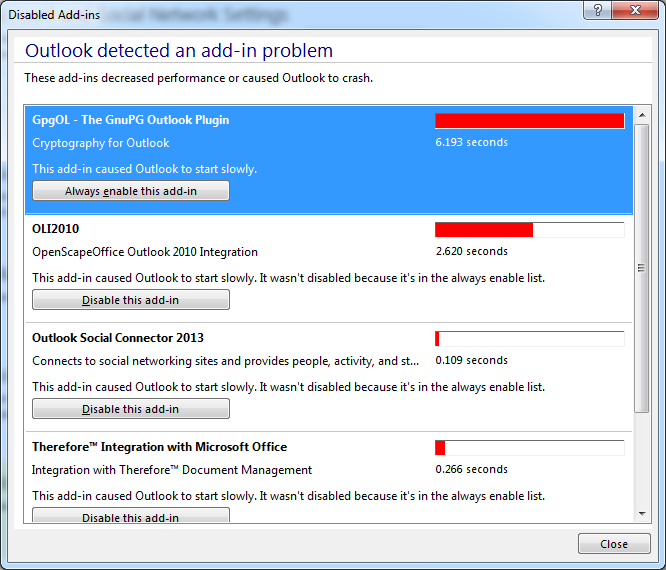 Disabled Add-ins
Social Network Settings
Outlook detected an add-in problem
These add-ins decreased performance or caused Outlook to crash.
GpgOL - The GnuPG Outlook Plugin
Cryptography for Outlook
6.193 seconds
This add-in caused Outlook to start slowly.
Always enable this add-in
OLI2010
OpenScapeOffice Outlook 2010 Integration
2.620 seconds
This add-in caused Outlook to start slowly. It wasn't disabled because it's in the always enable list.
Disable this add-in
Outlook Social Connector 2013
Connects to social networking sites and provides people, activity, and st...
0.109 seconds
This add-in caused Outlook to start slowly. It wasn't disabled because it's in the always enable list.
Disable this add-in
Therefore™ Integration with Microsoft Office
Integration with Therefore™ Document Management
0.266 seconds
This add-in caused Outlook to start slowly. It wasn't disabled because it's in the always enable list.
Disable this add-in
Close